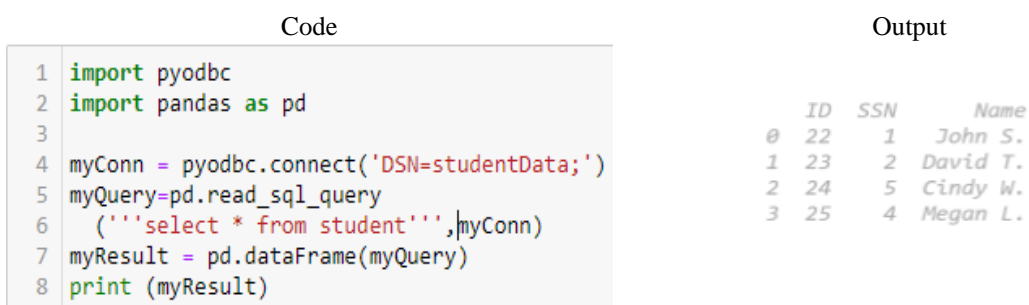 Code
1 import pyodbc
2 import pandas as pd
3
4 myConn = pyodbc.connect('DSN=studentData;')
5 myQuery=pd.read_sql_query
6 ('''select * from student''',myConn)
7 myResult = pd.dataFrame(myQuery)
8 print (myResult)
Output
ID SSN Name
0 22 1 John S.
1 23 2 David T.
2 24 5 Cindy W.
3 25 4 Megan L.